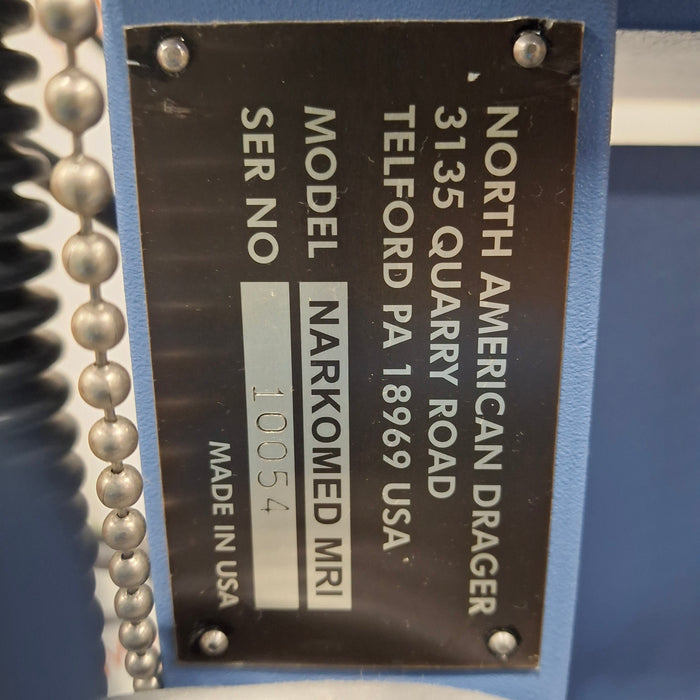 NORTH AMERICAN DRAGER
3135 QUARRY ROAD
TELFORD PA 18969 USA
MODEL NARKOMED MRI
SER NO 10054
MADE IN USA